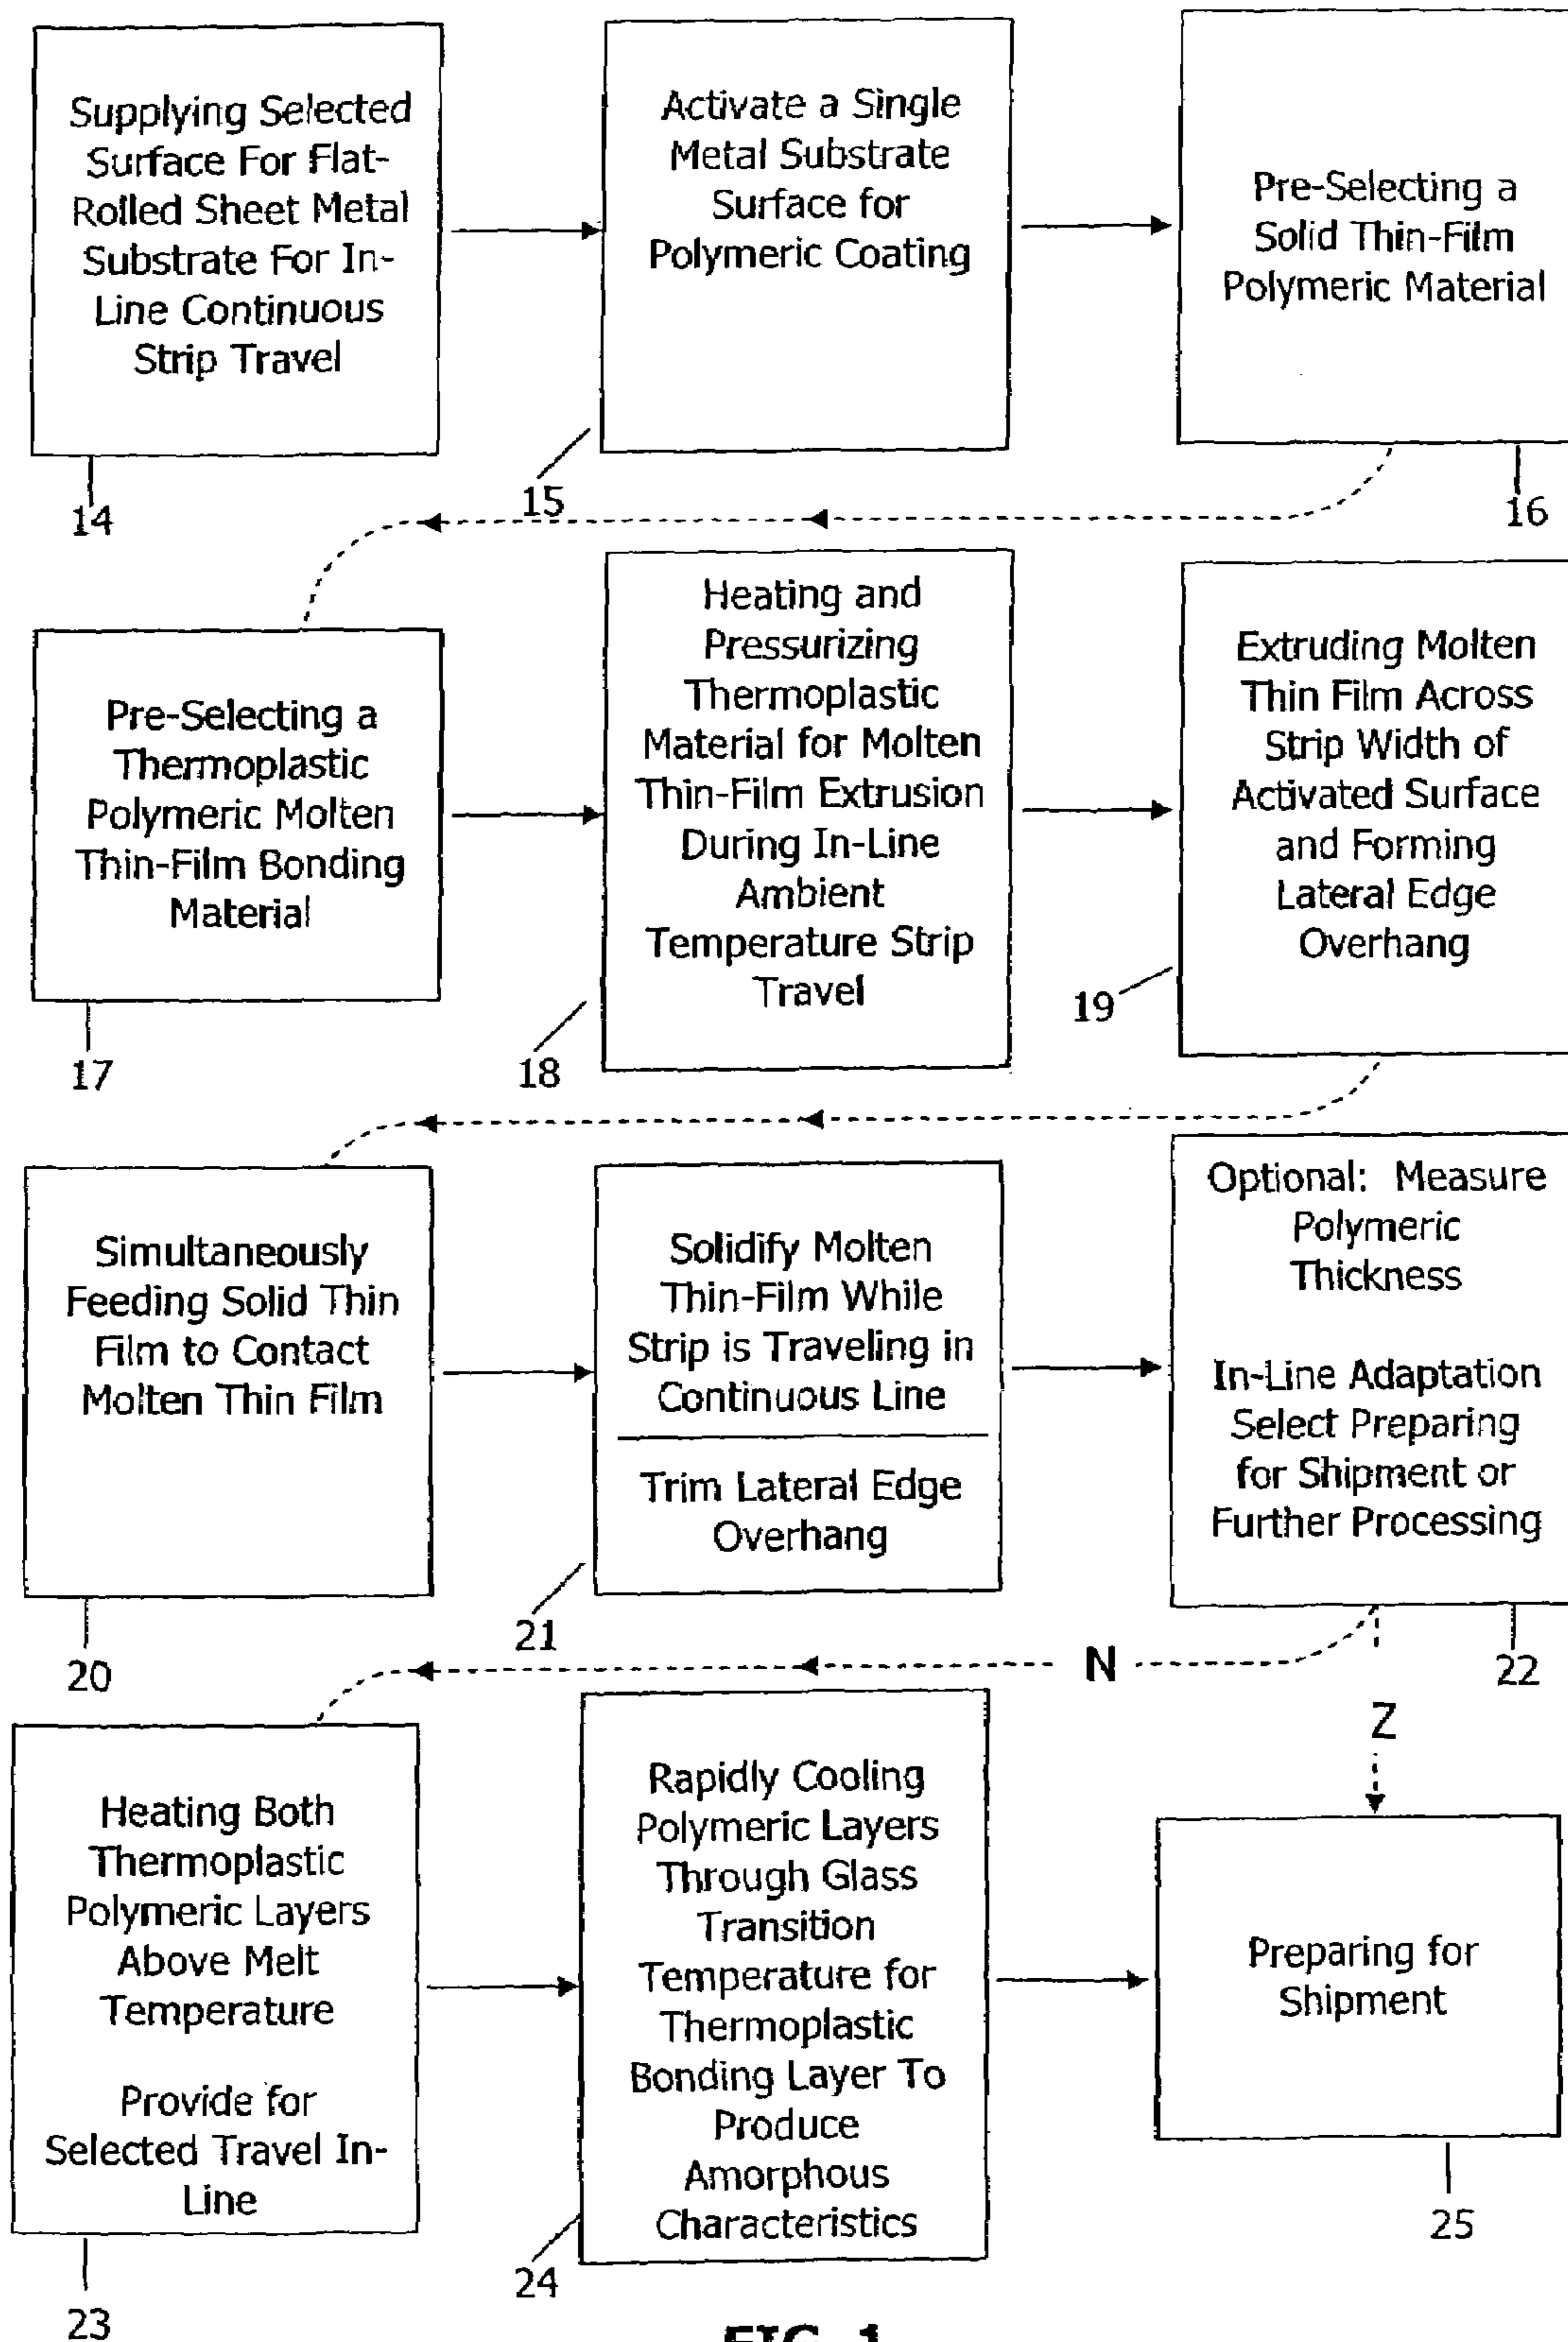 Supplying Selected
Surface For Flat-
Rolled Sheet Metal
Substrate For In-
Line Continuous
Strip Travel
14
Activate a Single
Metal Substrate
Surface for
Polymeric Coating
15
Pre-Selecting a
Solid Thin-Film
Polymeric Material
16
Pre-Selecting a
Thermoplastic
Polymeric Molten
Thin-Film Bonding
Material
17
Heating and
Pressurizing
Thermoplastic
Material for Molten
Thin-Film Extrusion
During In-Line
Ambient
Temperature Strip
Travel
18
Extruding Molten
Thin Film Across
Strip Width of
Activated Surface
and Forming
Lateral Edge
Overhang
19
Simultaneously
Feeding Solid Thin
Film to Contact
Molten Thin Film
20
Solidify Molten
Thin-Film While
Strip is Traveling in
Continuous Line
Trim Lateral Edge
Overhang
21
Optional: Measure
Polymeric
Thickness
In-Line Adaptation
Select Preparing
for Shipment or
Further Processing
22
N
Z
Heating Both
Thermoplastic
Polymeric Layers
Above Melt
Temperature
Provide for
Selected Travel In-
Line
23
Rapidly Cooling
Polymeric Layers
Through Glass
Transition
Temperature for
Thermoplastic
Bonding Layer To
Produce
Amorphous
Characteristics
24
Preparing for
Shipment
25
FIG. 1